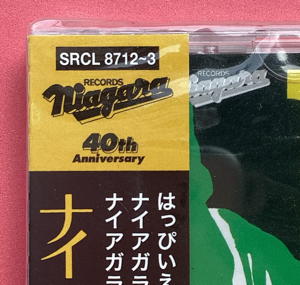 SRCL 8712~3
RECORDS
Niagara
40th
Anniversary
RECORDS
Niagara
はっぴいえ
ナイアガラ
ナイアガラ
ナイ